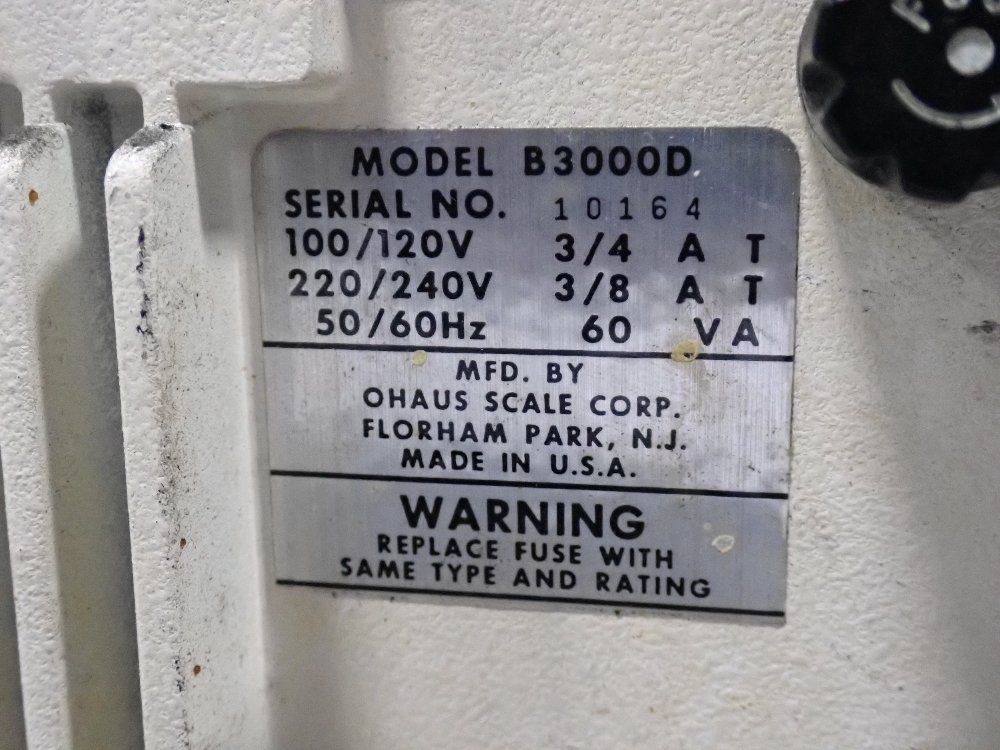 MODEL B3000D
SERIAL NO. 10164
100/120V 3/4 A T
220/240V 3/8 A T
50/60Hz 60 VA
MFD. BY
OHAUS SCALE CORP.
FLORHAM PARK, N.J.
MADE IN U.S.A.
WARNING
REPLACE FUSE WITH
SAME TYPE AND RATING